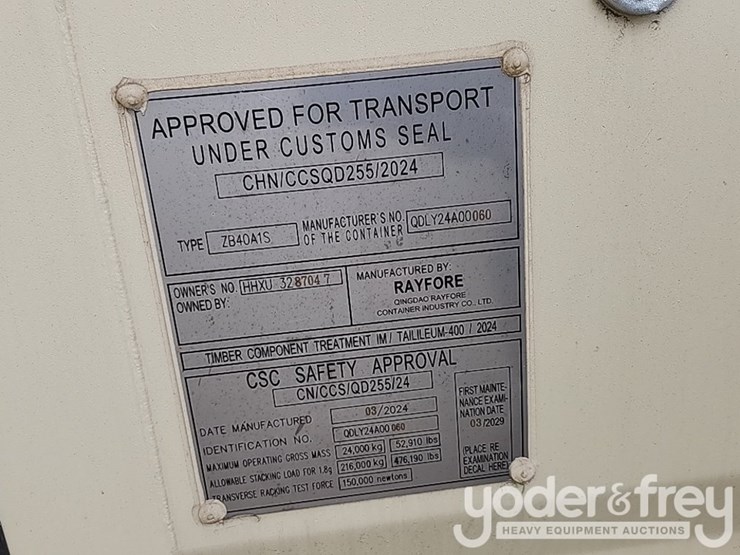 APPROVED FOR TRANSPORT
UNDER CUSTOMS SEAL
CHN/CCSQD255/2024
TYPE ZB40A1S
MANUFACTURER'S NO. OF THE CONTAINER QDLY24A00060
OWNER'S NO. HHXU 328704 7
OWNED BY:
MANUFACTURED BY:
RAYFORE
QINGDAO RAYFORE
CONTAINER INDUSTRY CO., LTD.
TIMBER COMPONENT TREATMENT IM / TAILILEUM-400 / 2024
CSC SAFETY APPROVAL
CN/CCS/QD255/24
DATE MANUFACTURED 03/2024
IDENTIFICATION NO. QDLY24A00060
MAXIMUM OPERATING GROSS MASS 24,000 kg 52,910 lbs
ALLOWABLE STACKING LOAD FOR 1.8g 216,000 kg 476,190 lbs
TRANSVERSE RACKING TEST FORCE 150,000 newtons
FIRST MAINTE-
NANCE EXAMI-
NATION DATE
03/2029
(PLACE RE
EXAMINATION
DECAL HERE)
yoder&frey
HEAVY EQUIPMENT AUCTIONS